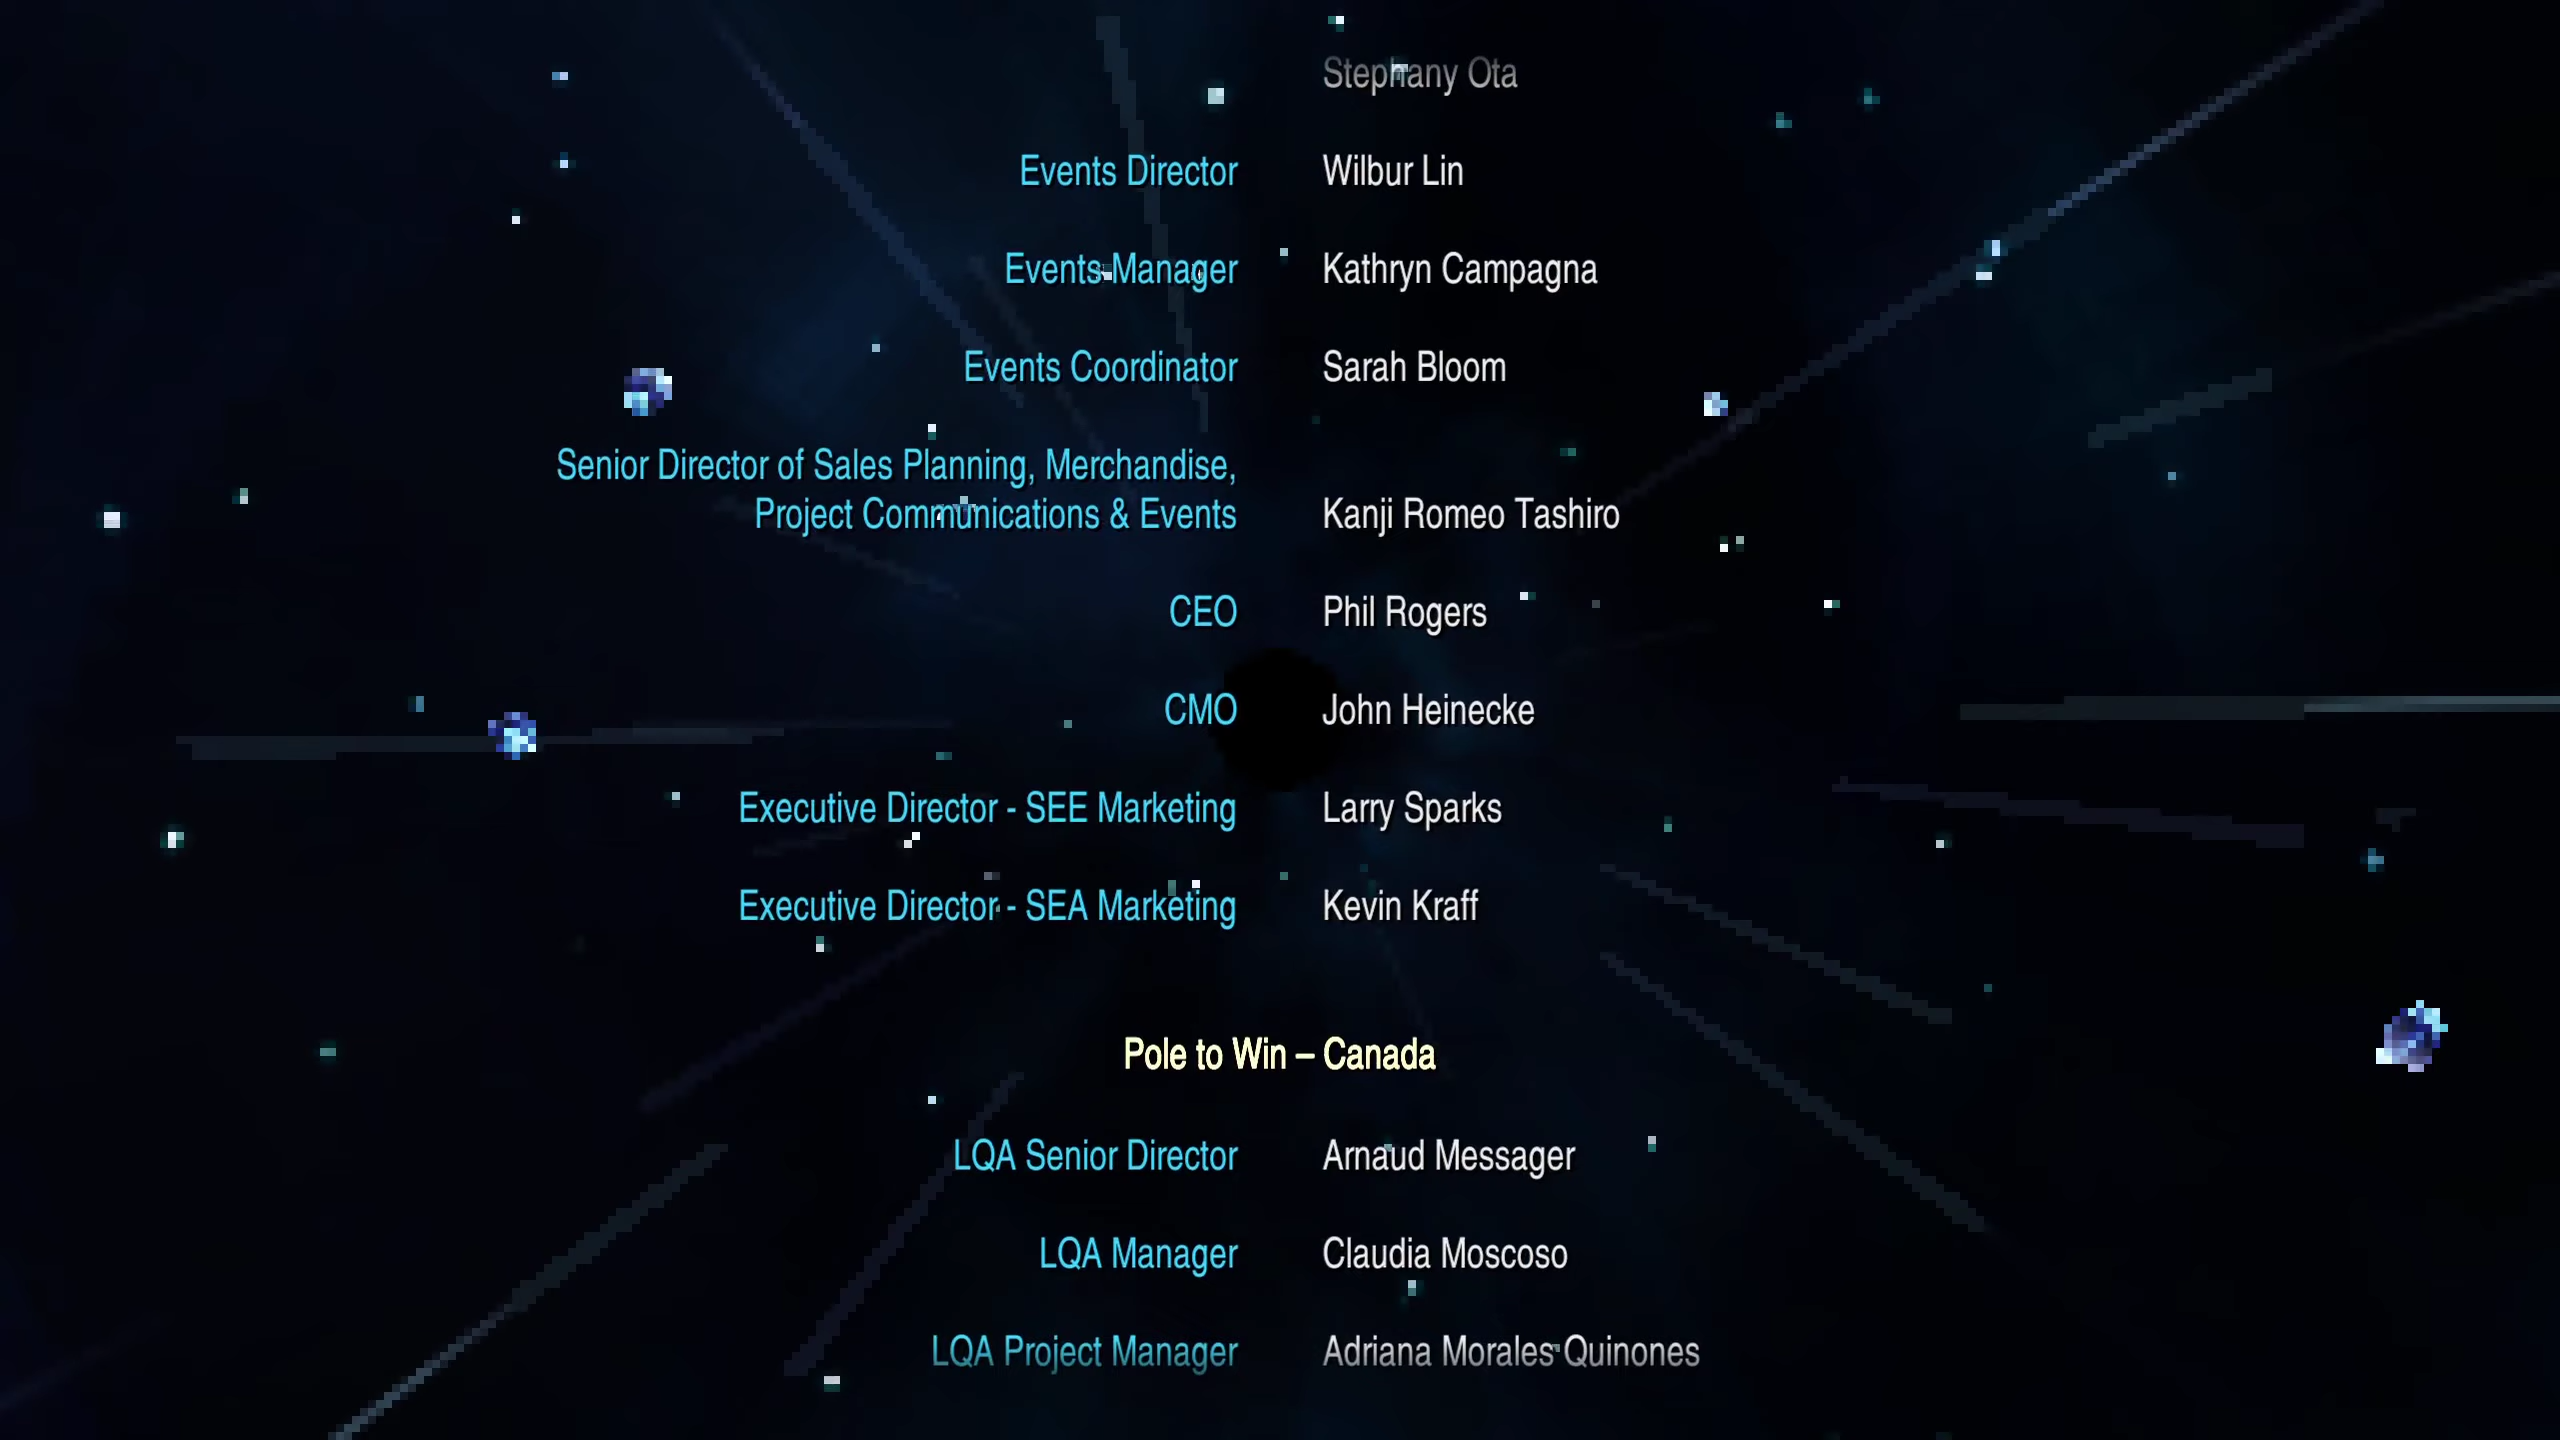 Stephany Ota
Events Director Wilbur Lin
Events Manager Kathryn Campagna
Events Coordinator Sarah Bloom
Senior Director of Sales Planning, Merchandise,
Project Communications & Events Kanji Romeo Tashiro
CEO Phil Rogers
CMO John Heinecke
Executive Director - SEE Marketing Larry Sparks
Executive Director - SEA Marketing Kevin Kraff
Pole to Win – Canada
LQA Senior Director Arnaud Messager
LQA Manager Claudia Moscoso
LQA Project Manager Adriana Morales Quinones